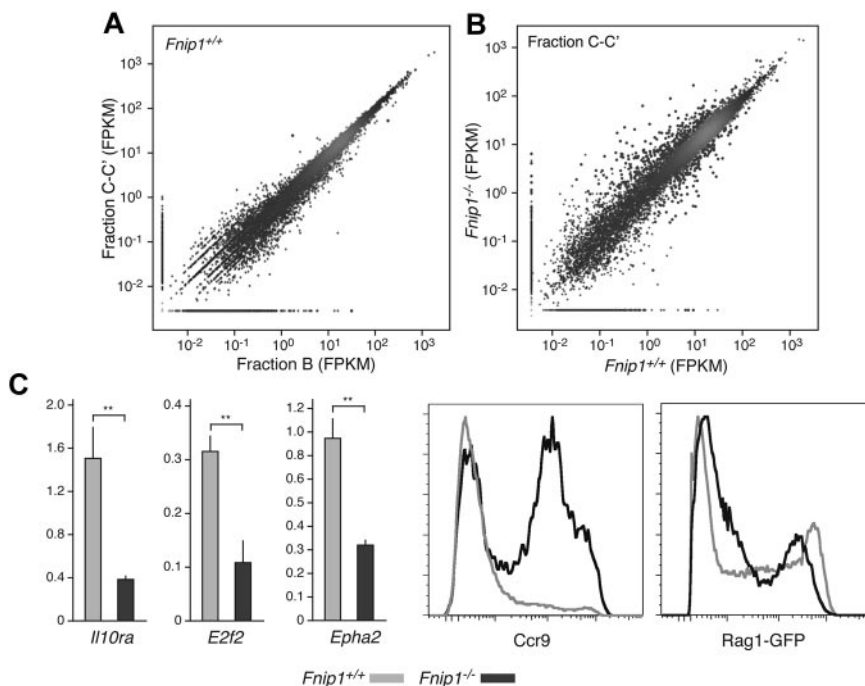 A
Fnip1+/+
10³
10²
10¹
10⁰
10⁻¹
10⁻²
Fraction C-C' (FPKM)
10⁻² 10⁻¹ 10⁰ 10¹ 10² 10³
Fraction B (FPKM)
B
Fraction C-C'
10³
10²
10¹
10⁰
10⁻¹
10⁻²
Fnip1-/- (FPKM)
10⁻² 10⁻¹ 10⁰ 10¹ 10² 10³
Fnip1+/+ (FPKM)
C
**
2.0
1.6
1.2
0.8
0.4
0
Il10ra
**
0.4
0.3
0.2
0.1
0
E2f2
**
1.2
1.0
0.8
0.6
0.4
0.3
0.2
0
Epha2
Ccr9
Rag1-GFP
Fnip1+/+
Fnip1-/-